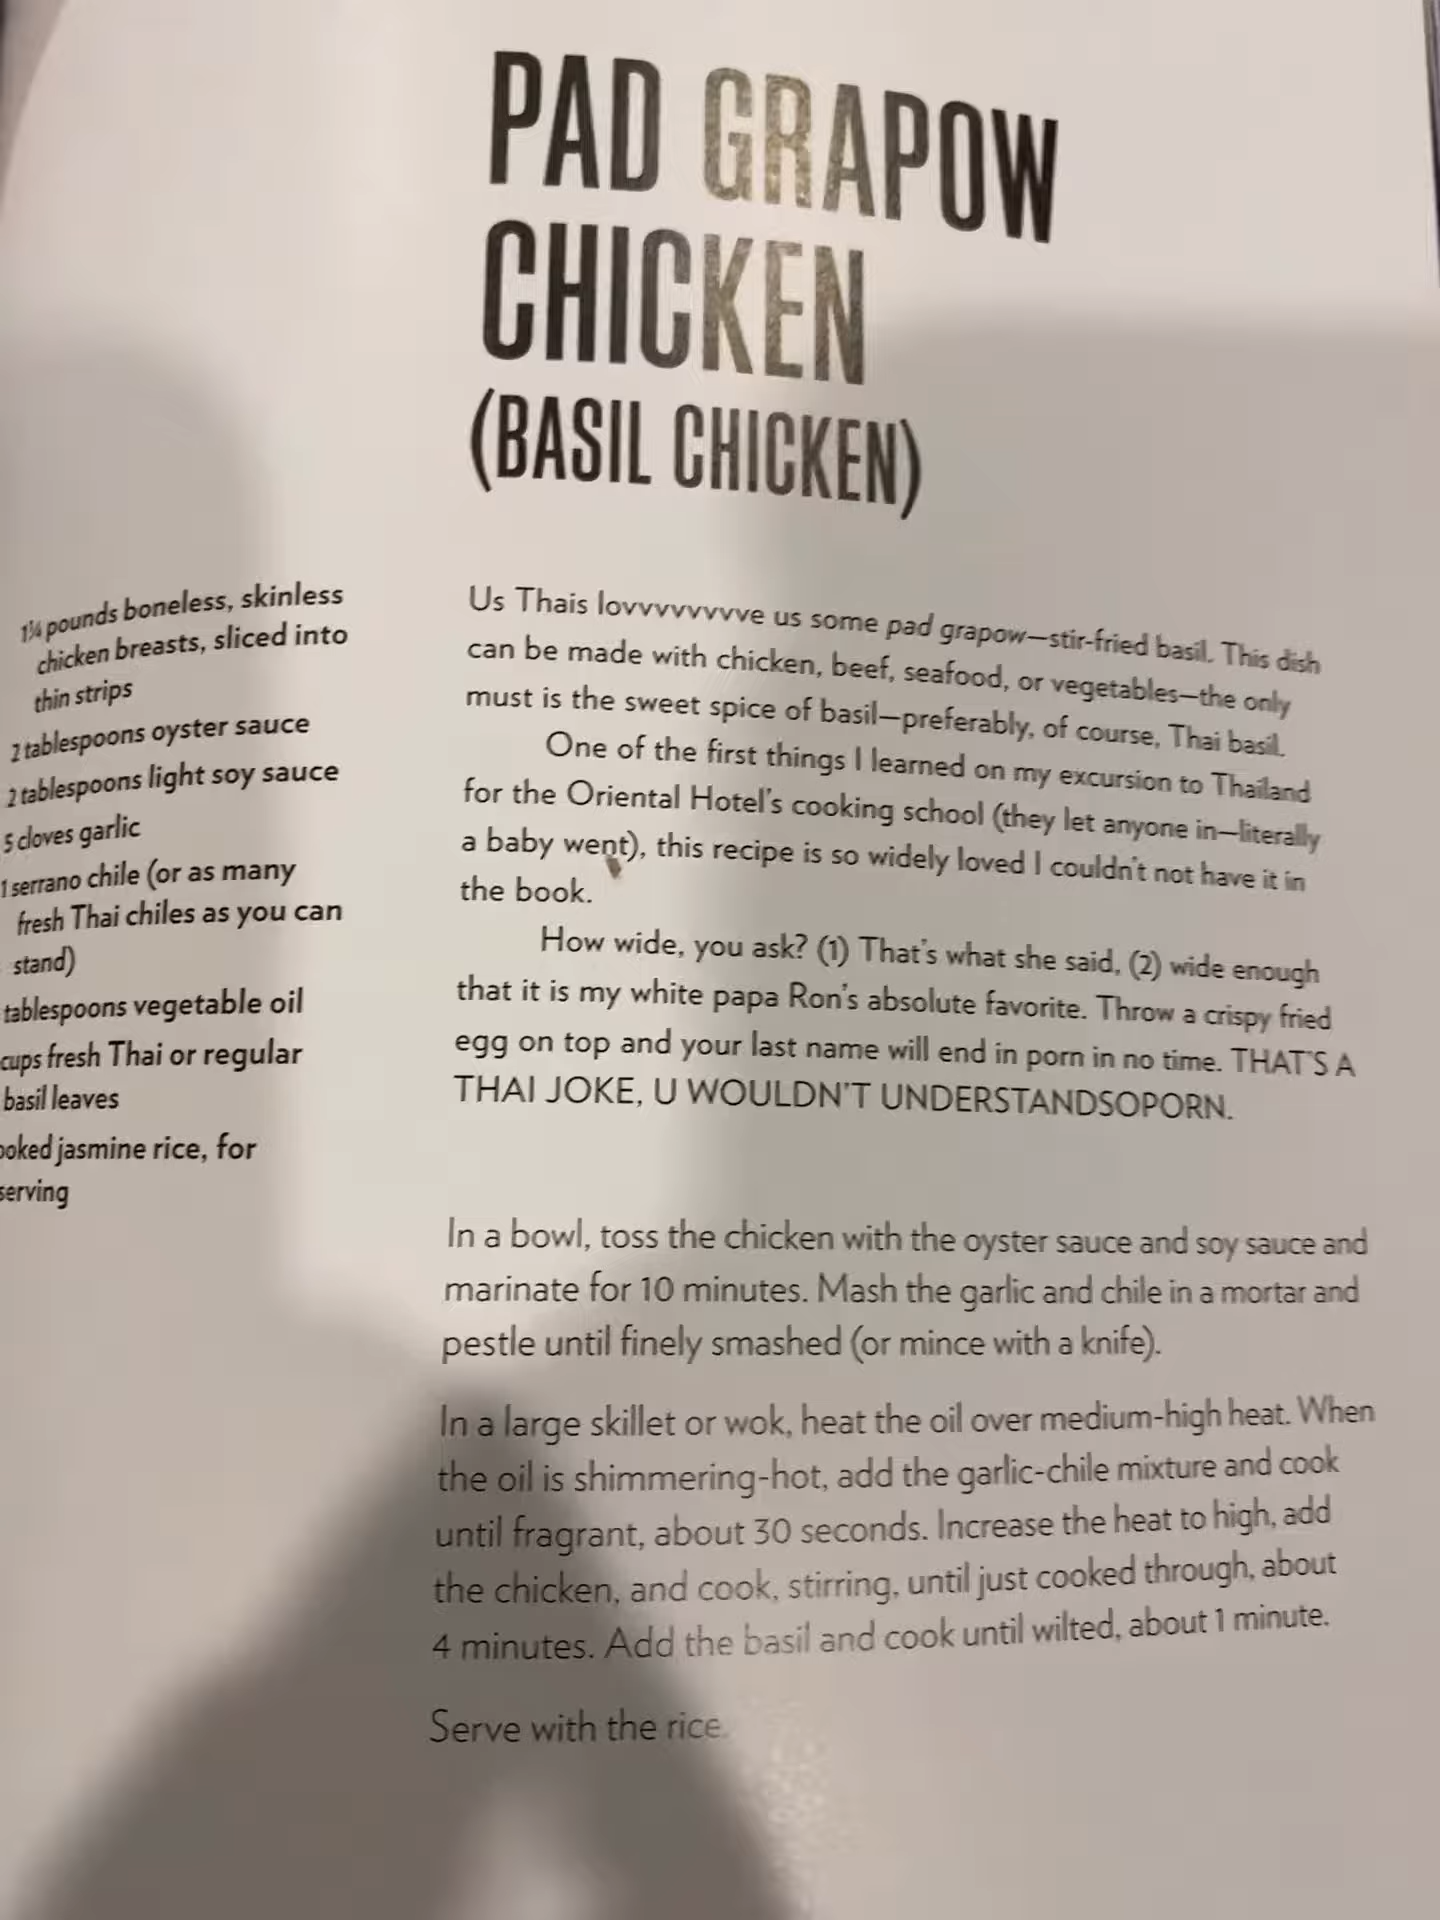 PAD GRAPOW
CHICKEN
(BASIL CHICKEN)
1¼ pounds boneless, skinless
chicken breasts, sliced into
thin strips
2 tablespoons oyster sauce
2 tablespoons light soy sauce
5 cloves garlic
1 serrano chile (or as many
fresh Thai chiles as you can
stand)
tablespoons vegetable oil
cups fresh Thai or regular
basil leaves
ooked jasmine rice, for
serving
Us Thais lovvvvvvvve us some pad grapow—stir-fried basil. This dish
can be made with chicken, beef, seafood, or vegetables—the only
must is the sweet spice of basil—preferably, of course, Thai basil.
One of the first things I learned on my excursion to Thailand
for the Oriental Hotel's cooking school (they let anyone in—literally
a baby went), this recipe is so widely loved I couldn't not have it in
the book.
How wide, you ask? (1) That's what she said, (2) wide enough
that it is my white papa Ron's absolute favorite. Throw a crispy fried
egg on top and your last name will end in porn in no time. THAT'S A
THAI JOKE, U WOULDN'T UNDERSTANDSOPORN.
In a bowl, toss the chicken with the oyster sauce and soy sauce and
marinate for 10 minutes. Mash the garlic and chile in a mortar and
pestle until finely smashed (or mince with a knife).
In a large skillet or wok, heat the oil over medium-high heat. When
the oil is shimmering-hot, add the garlic-chile mixture and cook
until fragrant, about 30 seconds. Increase the heat to high, add
the chicken, and cook, stirring, until just cooked through, about
4 minutes. Add the basil and cook until wilted, about 1 minute.
Serve with the rice.